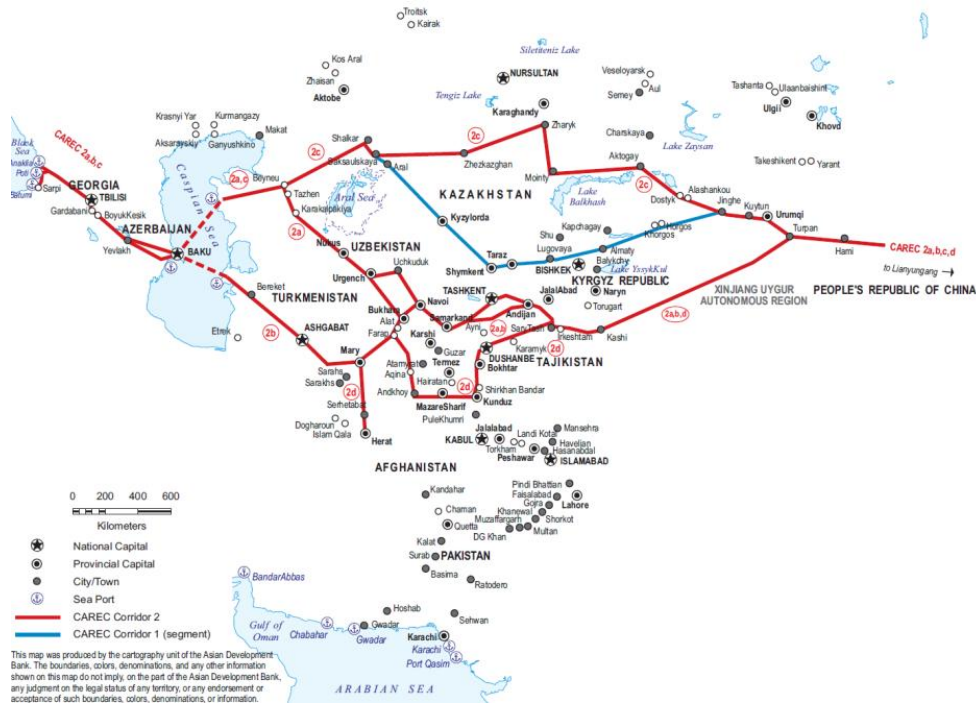 Troitsk
Kairak
Siletiteniz Lake
Kos Aral
Zhaisan
Aktobe
NURSULTAN
Tengiz Lake
Karaghandy
Veseloyarsk
Aul
Semey
Tashanta
Ulaanbaishint
Ulgii
Khovd
Krasnyi Yar
Kurmangazy
Aksarayskiy
Ganyushkino
Makat
Shalkar
Saksaulskaya
Aral
2c
Zharyk
Zhezkazghan
Charskaya
Lake Zaysan
Takeshikent
Yarant
CAREC 2a,b,c
Black
Sea
Anaklia
Poti
Batumi
Sarpi
GEORGIA
TBILISI
Gardabani
BoyukKesik
AZERBAIJAN
Yevlakh
BAKU
Caspian Sea
2a,c
Beyneu
2c
Tazhen
Karakalpakiya
Aral Sea
KAZAKHSTAN
Mointy
Aktogay
2c
Lake
Balkhash
Dostyk
Alashankou
Jinghe
Kuytun
Urumqi
Turpan
Hami
CAREC 2a,b,c,d
to Lianyungang
2a
Nukus
UZBEKISTAN
Urgench
Uchkuduk
Kyzylorda
Shymkent
Taraz
Shu
Lugovaya
Kapchagay
Khorgos
Horgos
Almaty
BISHKEK
Balykchy
Lake YssykKul
KYRGYZ REPUBLIC
Naryn
Torugart
XINJIANG UYGUR
AUTONOMOUS REGION
PEOPLE'S REPUBLIC OF CHINA
Bereket
TURKMENISTAN
2b
ASHGABAT
Etrek
Bukhara
Navoi
TASHKENT
Samarkand
JalalAbad
Andijan
Alat
Farap
Karshi
Ayni
2a,b
Sary Tash
Irkeshtam
Kashi
2a,b,d
Mary
Guzar
Karamyk
DUSHANBE
2d
TAJIKISTAN
Atamyrat
Aqina
Termez
Bokhtar
Sarahs
Sarakhs
2d
Andkhoy
Hairatan
2d
Shirkhan Bandar
Serhetabat
MazareSharif
Kunduz
Dogharoun
Islam Qala
Herat
PuleKhumri
Jalalabad
KABUL
Torkham
Landi Kotal
Peshawar
Mansehra
Havelian
Hasanabdal
ISLAMABAD
AFGHANISTAN
Kandahar
Chaman
Quetta
Kalat
Surab
Basima
PAKISTAN
Ratodero
Pindi Bhattian
Faisalabad
Gojra
Lahore
Khanewal
Muzaffargarh
Shorkot
DG Khan
Multan
0 200 400 600
Kilometers
National Capital
Provincial Capital
City/Town
Sea Port
CAREC Corridor 2
CAREC Corridor 1 (segment)
BandarAbbas
Gulf of
Oman
Chabahar
Gwadar
Hoshab
Gwadar
Sehwan
Karachi
Karachi
Port Qasim
ARABIAN SEA
This map was produced by the cartography unit of the Asian Development
Bank. The boundaries, colors, denominations, and any other information
shown on this map do not imply, on the part of the Asian Development Bank,
any judgment on the legal status of any territory, or any endorsement or
acceptance of such boundaries, colors, denominations, or information.